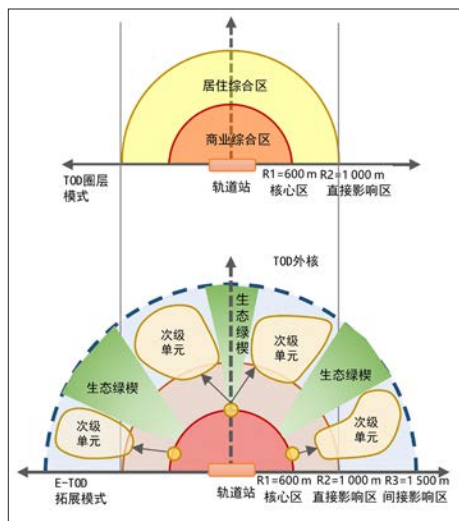 居住综合区
商业综合区
TOD圈层
模式
轨道站
R1=600 m
核心区
R2=1 000 m
直接影响区
TOD外核
生态绿楔
次级
单元
次级
单元
生态绿楔
生态绿楔
次级
单元
次级
单元
E-TOD
拓展模式
轨道站
R1=600 m
核心区
R2=1 000 m
直接影响区
R3=1 500 m
间接影响区